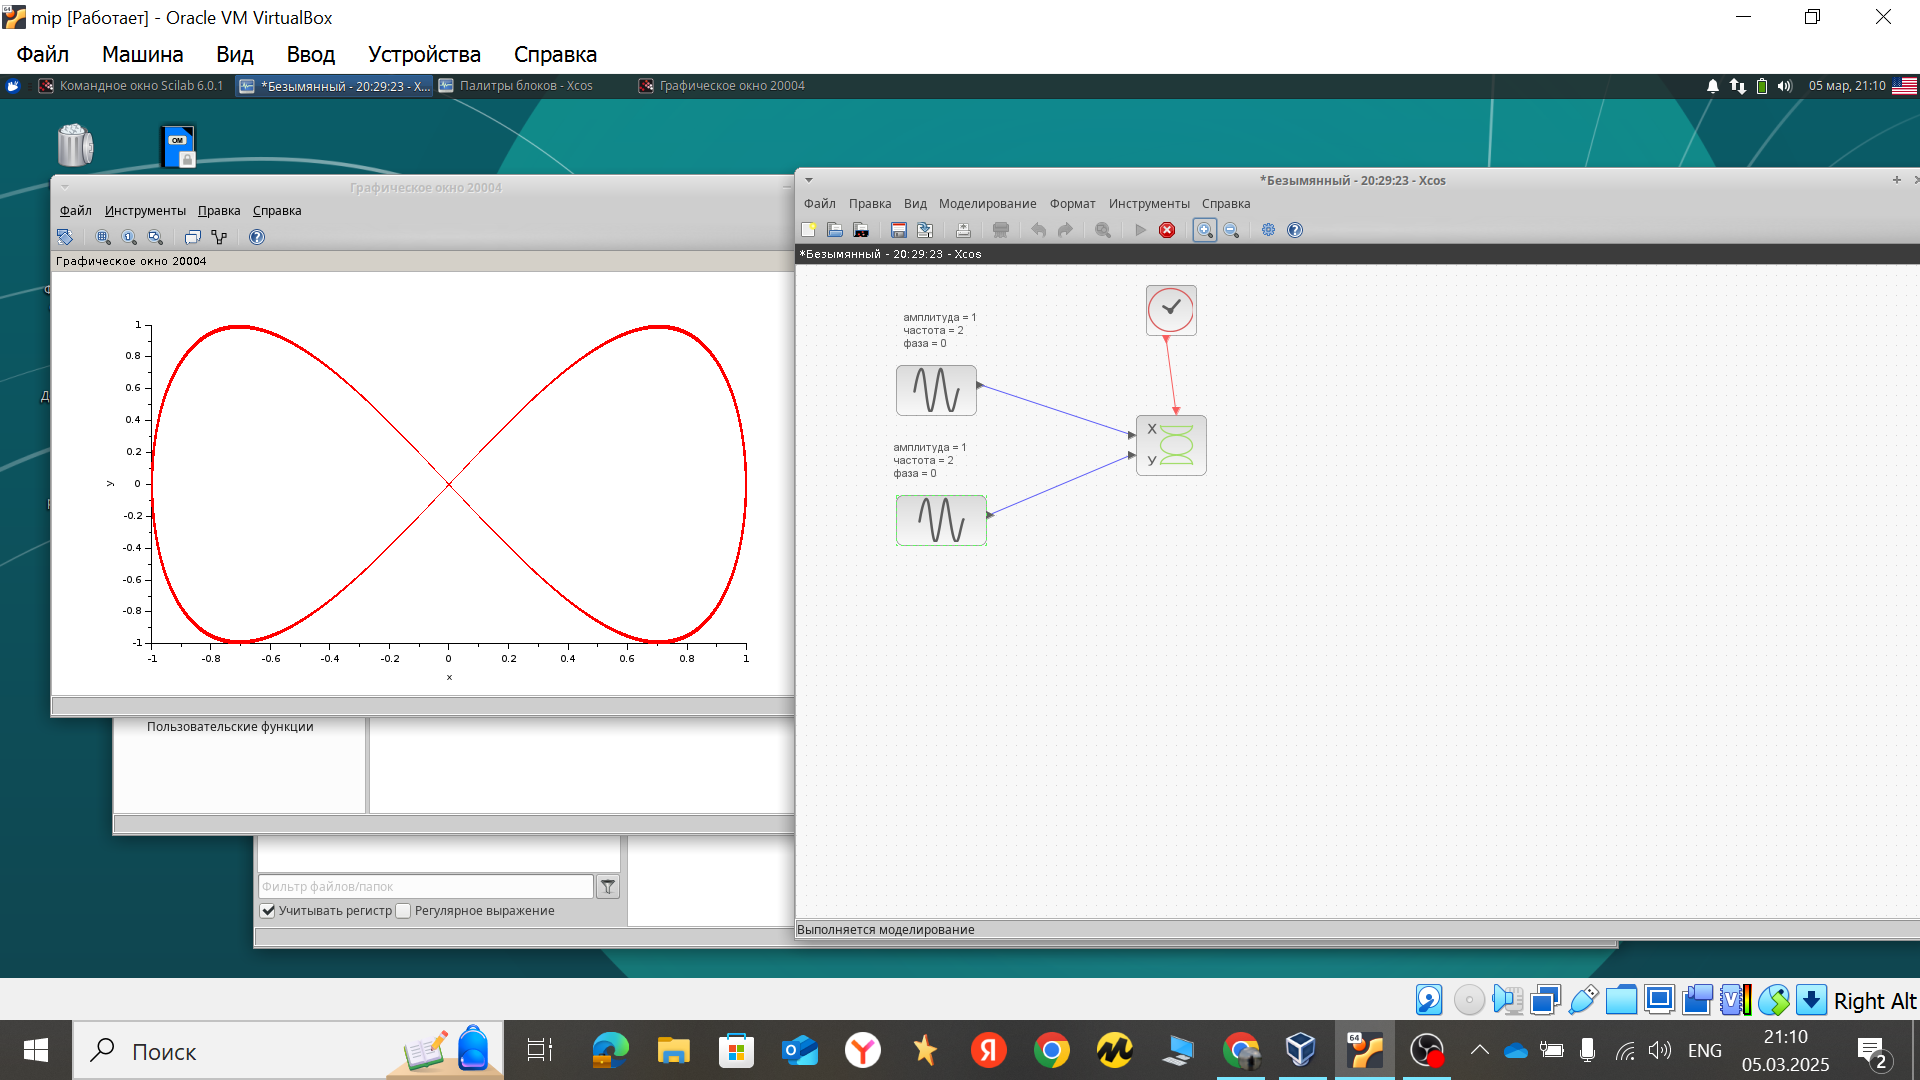 mip [Работает] - Oracle VM VirtualBox
Файл Машина Вид Ввод Устройства Справка
Командное окно Scilab 6.0.1 *Безымянный - 20:29:23 - X... Палитры блоков - Xcos Графическое окно 20004 05 мар, 21:10
OM
Графическое окно 20004
Файл Инструменты Правка Справка
Графическое окно 20004
1
0.8
0.6
0.4
0.2
0
-0.2
-0.4
-0.6
-0.8
-1
y
-1 -0.8 -0.6 -0.4 -0.2 0 0.2 0.4 0.6 0.8 1
x
Пользовательские функции
Фильтр файлов/папок
Учитывать регистр Регулярное выражение
*Безымянный - 20:29:23 - Xcos
Файл Правка Вид Моделирование Формат Инструменты Справка
*Безымянный - 20:29:23 - Xcos
амплитуда = 1
частота = 2
фаза = 0
амплитуда = 1
частота = 2
фаза = 0
X
У
Выполняется моделирование
Right Alt
Поиск
64
ENG
21:10
05.03.2025
2